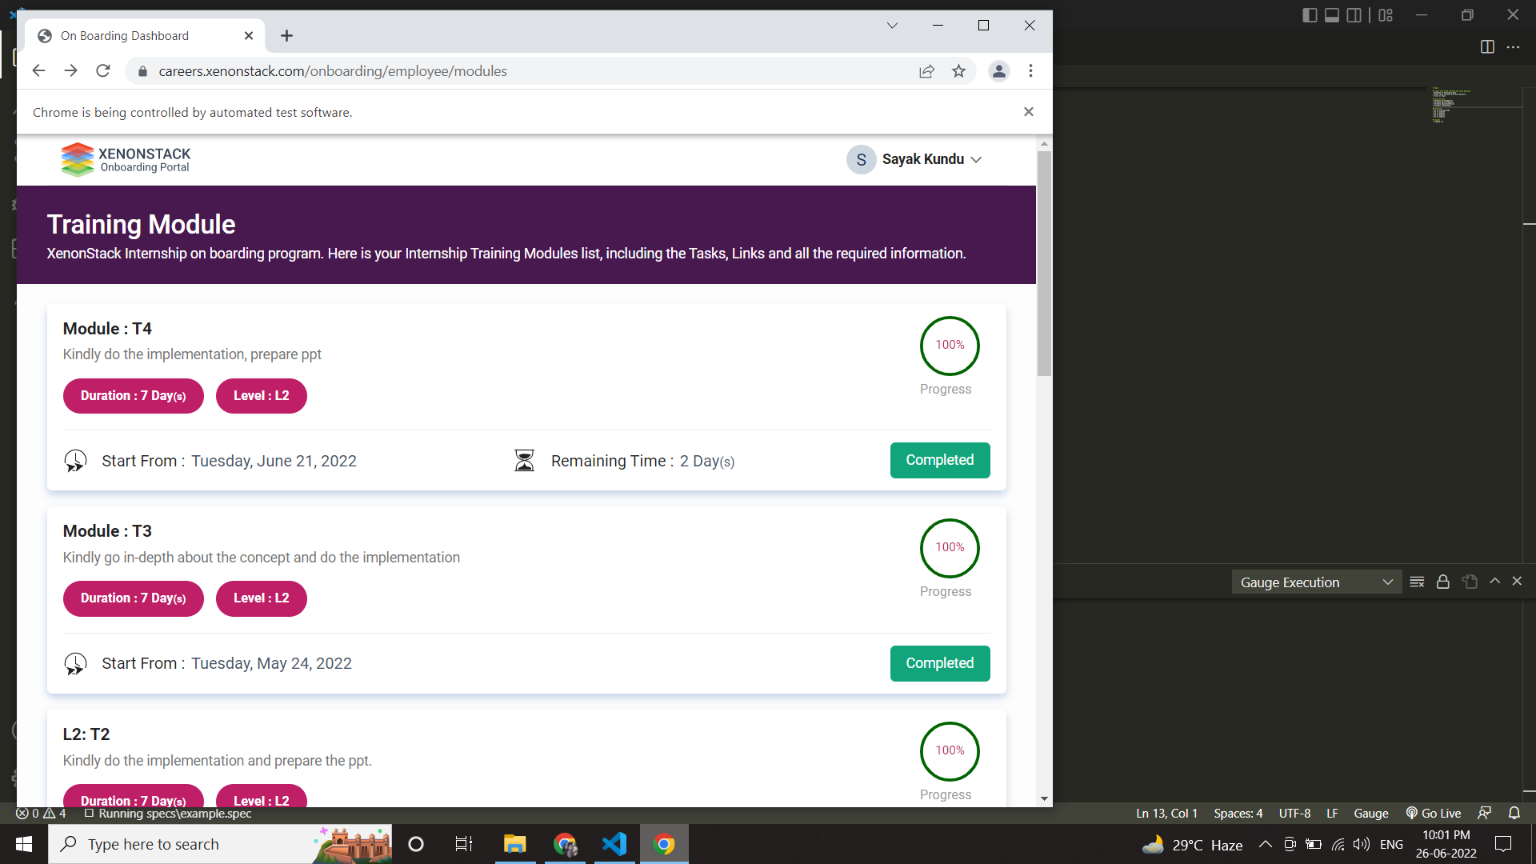 On Boarding Dashboard
careers.xenonstack.com/onboarding/employee/modules
Chrome is being controlled by automated test software.
XENONSTACK
Onboarding Portal
S Sayak Kundu
Training Module
XenonStack Internship on boarding program. Here is your Internship Training Modules list, including the Tasks, Links and all the required information.
Module : T4
Kindly do the implementation, prepare ppt
100%
Progress
Duration : 7 Day(s) Level : L2
Start From : Tuesday, June 21, 2022 Remaining Time : 2 Day(s) Completed
Module : T3
Kindly go in-depth about the concept and do the implementation
100%
Progress
Duration : 7 Day(s) Level : L2
Start From : Tuesday, May 24, 2022 Completed
L2: T2
Kindly do the implementation and prepare the ppt.
100%
Progress
Duration : 7 Day(s) Level : L2
Gauge Execution
0 4 Running specs\example.spec
Ln 13, Col 1 Spaces: 4 UTF-8 LF Gauge Go Live
Type here to search
29°C Haze ENG
10:01 PM
26-06-2022